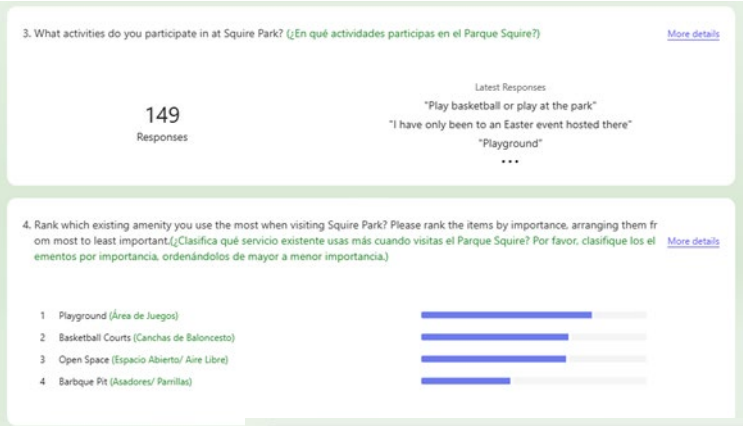 3. What activities do you participate in at Squire Park? (¿En qué actividades participas en el Parque Squire?)
More details
149
Responses
Latest Responses
"Play basketball or play at the park"
"I have only been to an Easter event hosted there"
"Playground"
...
4. Rank which existing amenity you use the most when visiting Squire Park? Please rank the items by importance, arranging them fr
om most to least important.(¿Clasifica qué servicio existente usas más cuando visitas el Parque Squire? Por favor, clasifique los el
ementos por importancia, ordenándolos de mayor a menor importancia.)
More details
1 Playground (Área de Juegos)
2 Basketball Courts (Canchas de Baloncesto)
3 Open Space (Espacio Abierto/ Aire Libre)
4 Barbque Pit (Asadores/ Parrillas)